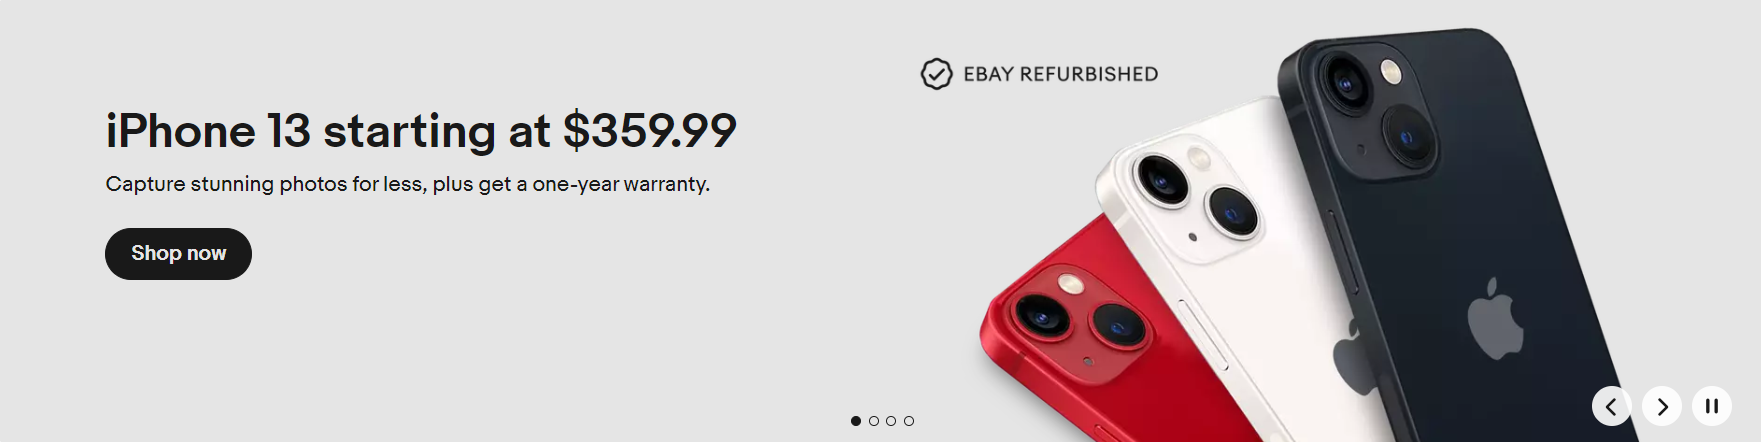 EBAY REFURBISHED
iPhone 13 starting at $359.99
Capture stunning photos for less, plus get a one-year warranty.
Shop now